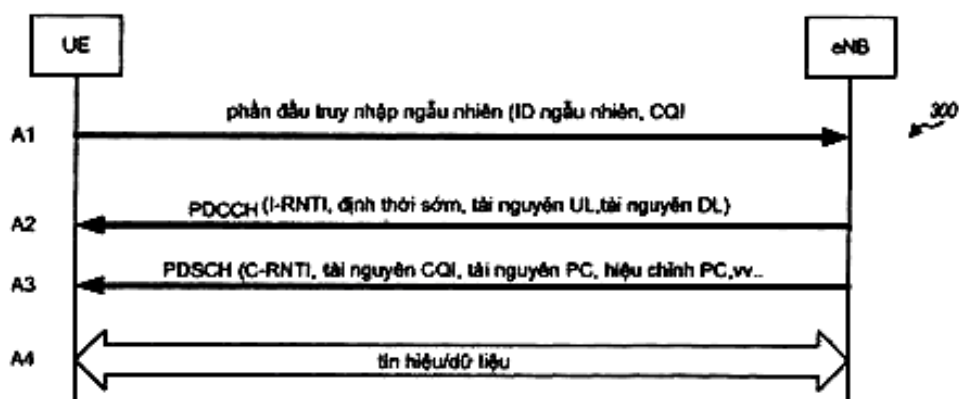 UE
eNB
phần đầu truy nhập ngẫu nhiên (ID ngẫu nhiên, CQI
A1
300
PDCCH (I-RNTI, định thời sớm, tài nguyên UL,tài nguyên DL)
A2
PDSCH (C-RNTI, tài nguyên CQI, tài nguyên PC, hiệu chỉnh PC,vv..
A3
A4
tín hiệu/dữ liệu